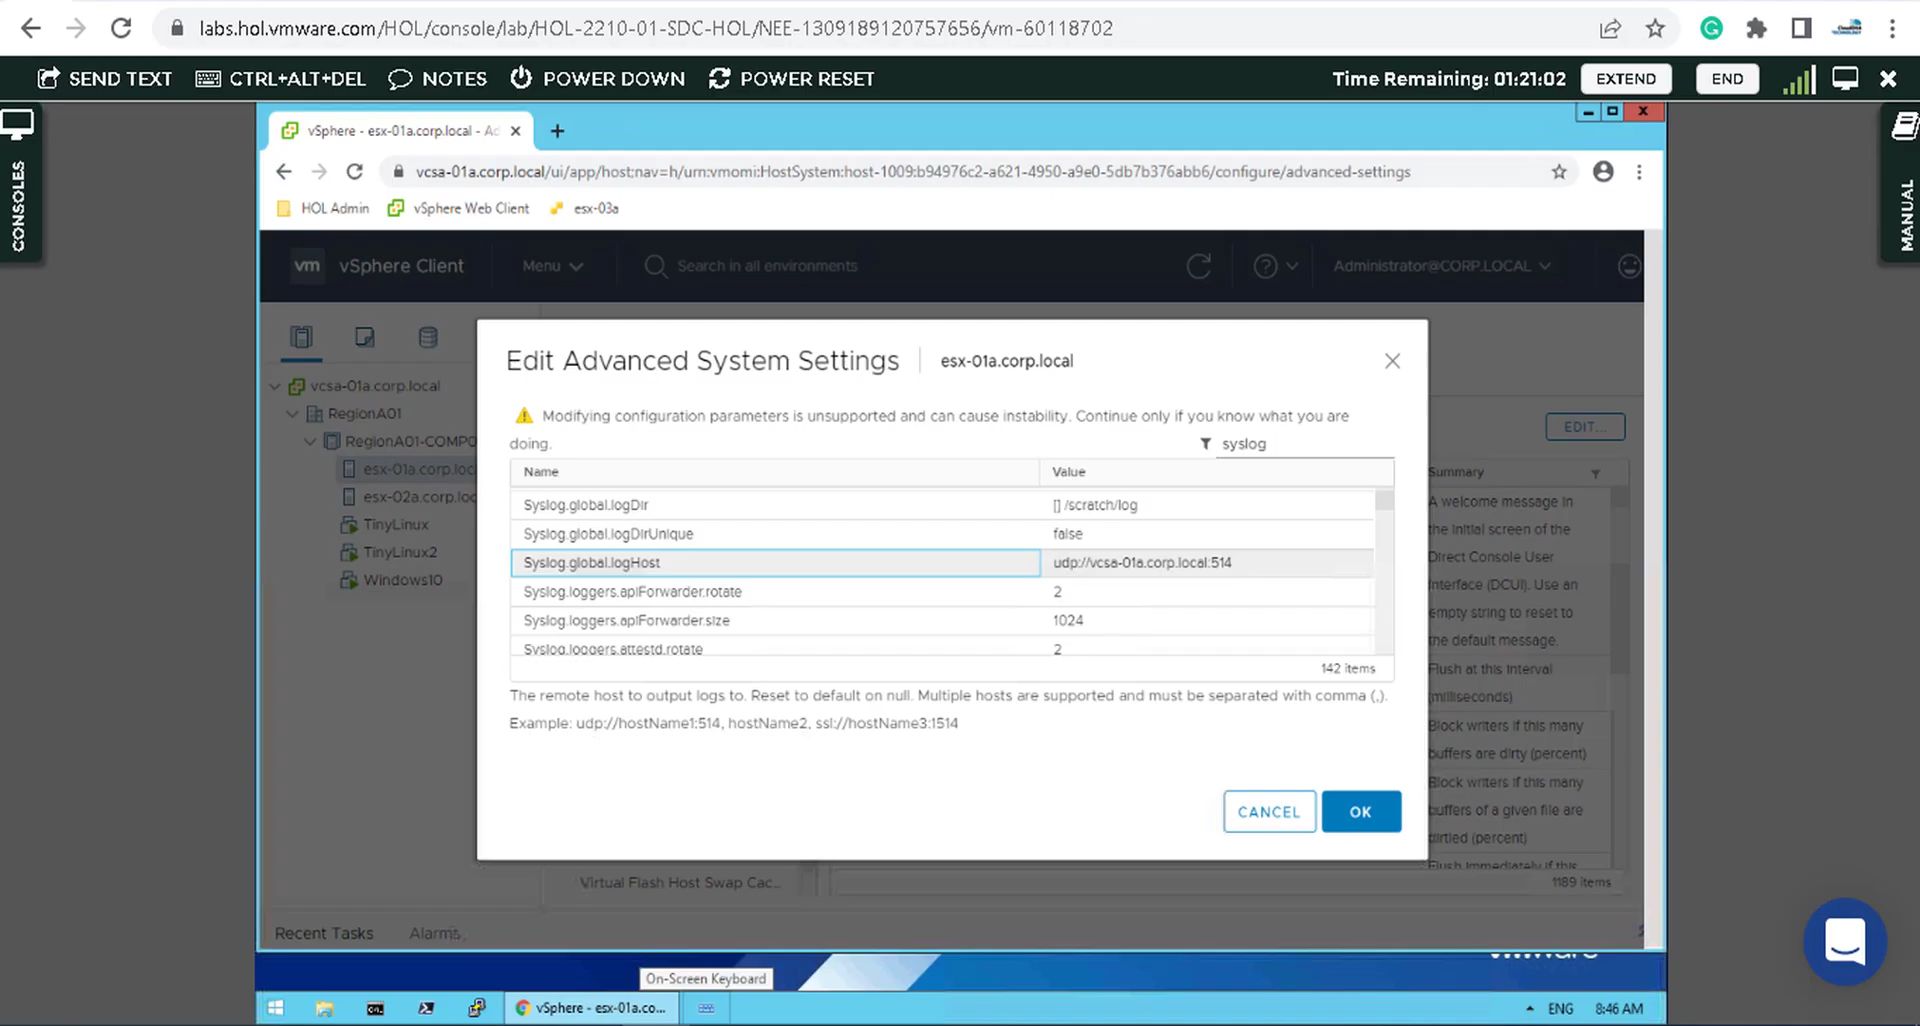 labs.hol.vmware.com/HOL/console/lab/HOL-2210-01-SDC-HOL/NEE-1309189120757656/vm-60118702
SEND TEXT CTRL+ALT+DEL NOTES POWER DOWN POWER RESET Time Remaining: 01:21:02 EXTEND END
CONSOLES
MANUAL
vSphere - esx-01a.corp.local - Ad
vcsa-01a.corp.local/ui/app/host;nav=h/urn:vmomi:HostSystem:host-1009:b94976c2-a621-4950-a9e0-5db7b376abb6/configure/advanced-settings
HOL Admin vSphere Web Client esx-03a
vm vSphere Client Menu Search in all environments Administrator@CORP.LOCAL
vcsa-01a.corp.local
RegionA01
RegionA01-COMP0
esx-01a.corp.loc
esx-02a.corp.loc
TinyLinux
TinyLinux2
Windows10
Edit Advanced System Settings esx-01a.corp.local
Modifying configuration parameters is unsupported and can cause instability. Continue only if you know what you are
doing.
syslog
Name Value
Syslog.global.logDir [] /scratch/log
Syslog.global.logDirUnique false
Syslog.global.logHost udp://vcsa-01a.corp.local:514
Syslog.loggers.apiForwarder.rotate 2
Syslog.loggers.apiForwarder.size 1024
Syslog.loggers.attestd.rotate 2
142 items
The remote host to output logs to. Reset to default on null. Multiple hosts are supported and must be separated with comma (,).
Example: udp://hostName1:514, hostName2, ssl://hostName3:1514
CANCEL OK
EDIT...
Summary
A welcome message in
the initial screen of the
Direct Console User
Interface (DCUI). Use an
empty string to reset to
the default message.
Flush at this interval
(milliseconds)
Block writers if this many
buffers are dirty (percent)
Block writers if this many
buffers of a given file are
dirtied (percent)
Flush immediately if this
Virtual Flash Host Swap Cac... 1189 items
Recent Tasks Alarms
vmware
On-Screen Keyboard
vSphere - esx-01a.co... ENG 8:46 AM